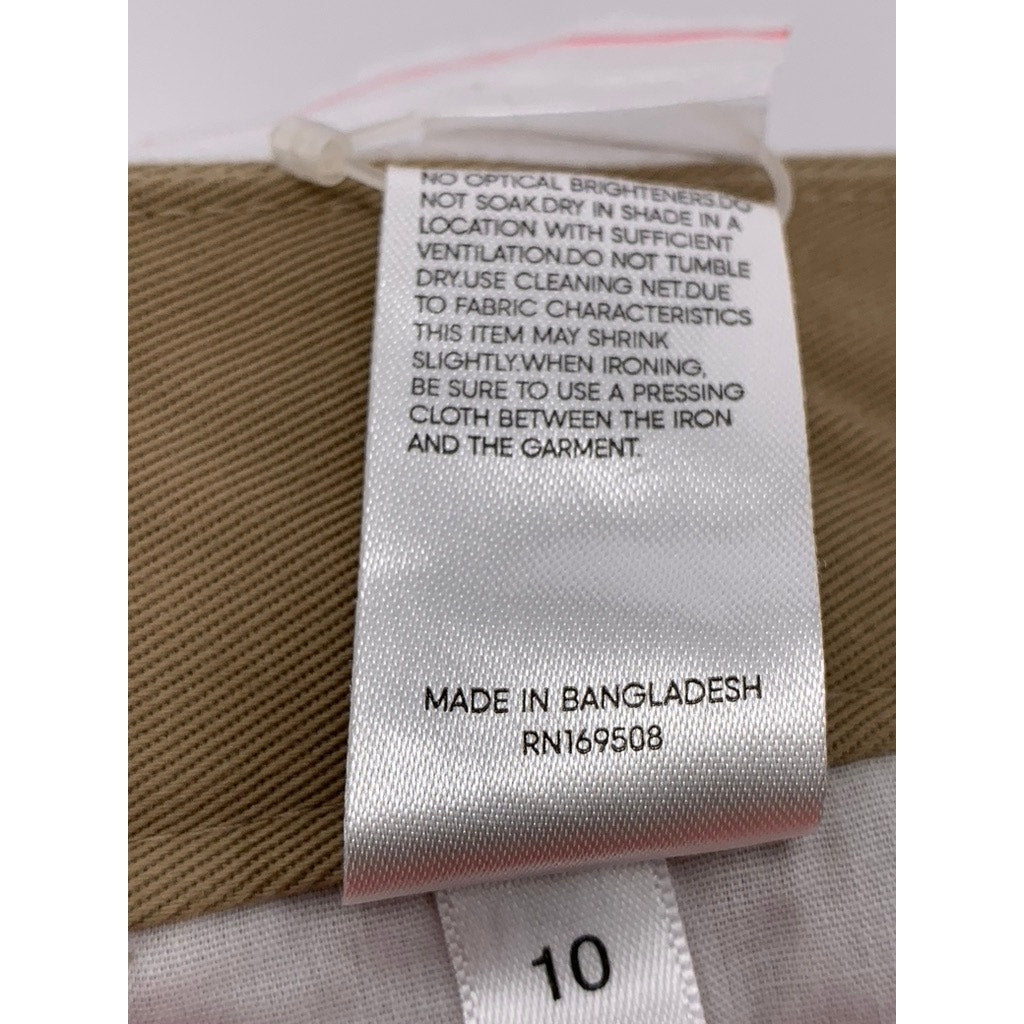 NO OPTICAL BRIGHTENERS.DO
NOT SOAK.DRY IN SHADE IN A
LOCATION WITH SUFFICIENT
VENTILATION.DO NOT TUMBLE
DRY.USE CLEANING NET.DUE
TO FABRIC CHARACTERISTICS
THIS ITEM MAY SHRINK
SLIGHTLY.WHEN IRONING,
BE SURE TO USE A PRESSING
CLOTH BETWEEN THE IRON
AND THE GARMENT.
MADE IN BANGLADESH
RN169508
10